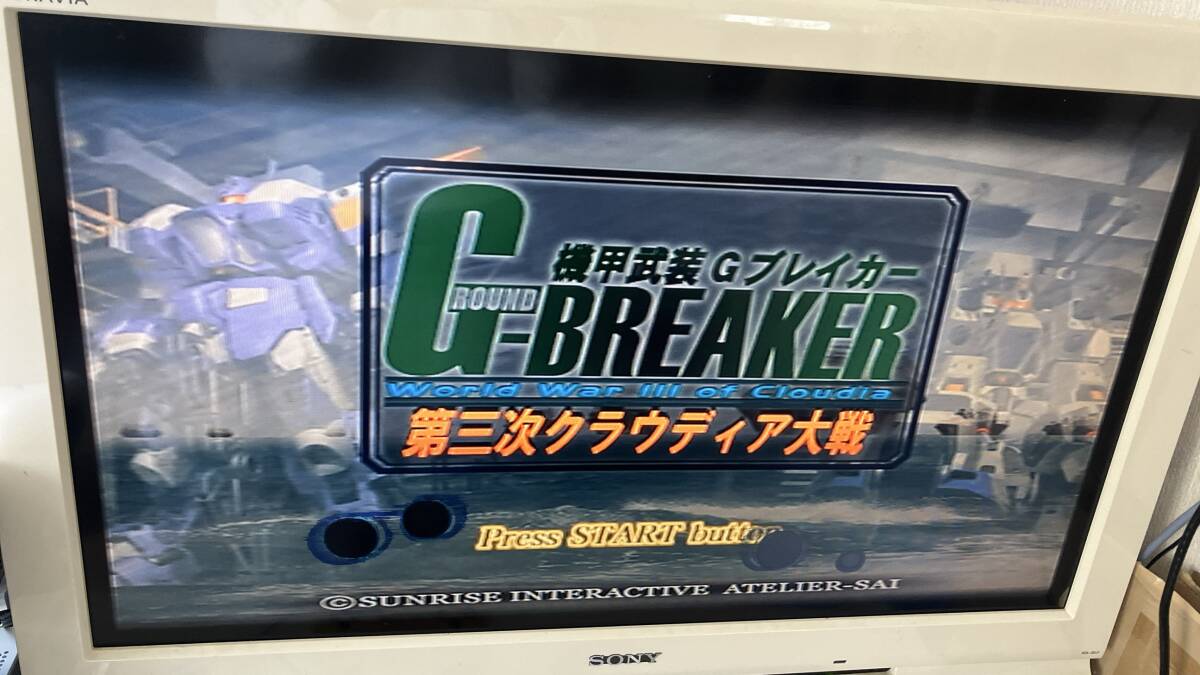 機甲武装Gブレイカー
GROUND-BREAKER
World War III of Cloudia
第三次クラウディア大戦
Press START button
©SUNRISE INTERACTIVE ATELIER-SAI
SONY